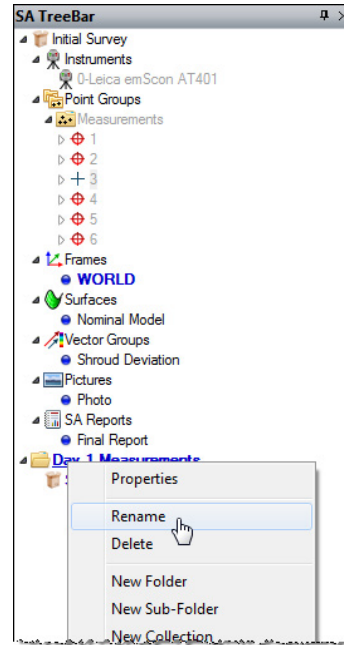 SA TreeBar
Initial Survey
Instruments
0-Leica emScon AT401
Point Groups
Measurements
1
2
3
4
5
6
Frames
WORLD
Surfaces
Nominal Model
Vector Groups
Shroud Deviation
Pictures
Photo
SA Reports
Final Report
Day 1 Measurements
Properties
Rename
Delete
New Folder
New Sub-Folder
New Collection